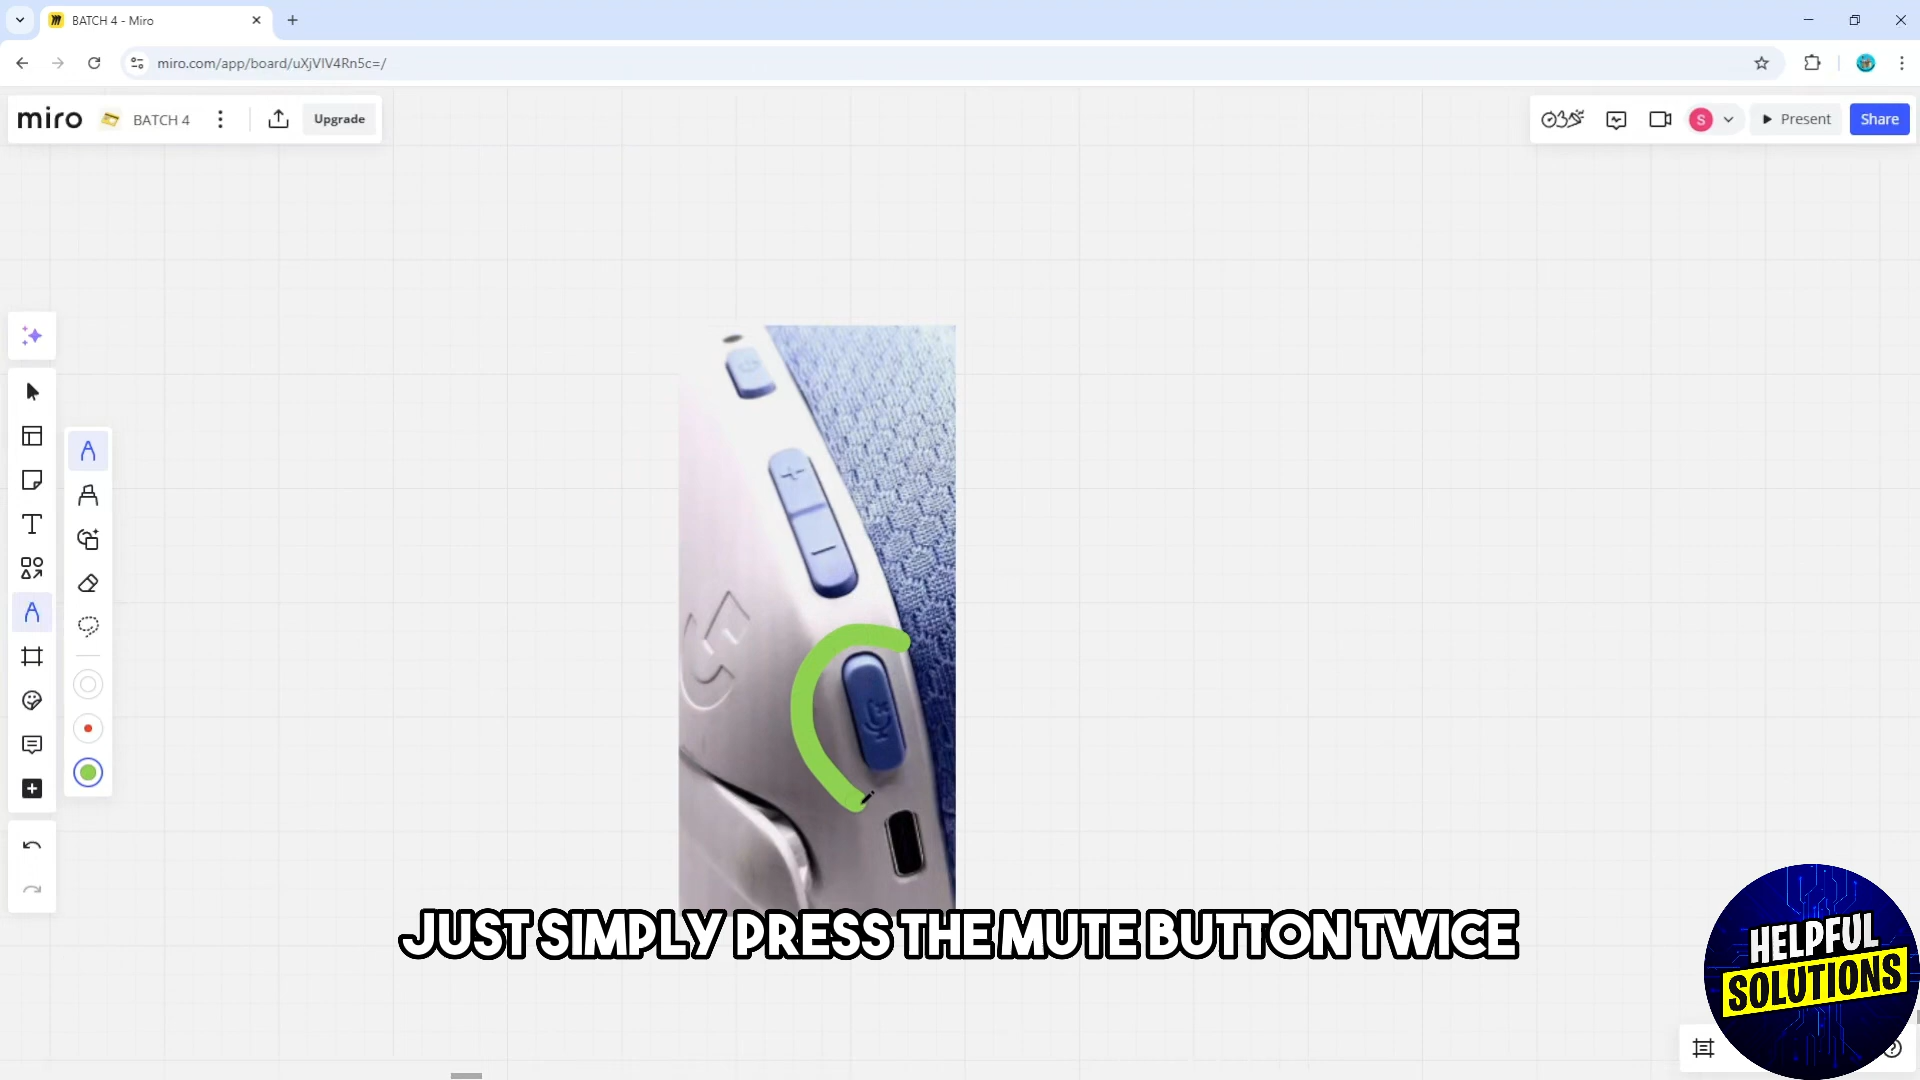 BATCH 4 - Miro
miro.com/app/board/uXjVIV4Rn5c=/
miro
BATCH 4
Upgrade
S
Present
Share
JUST SIMPLY PRESS THE MUTE BUTTON TWICE
HELPFUL
SOLUTIONS